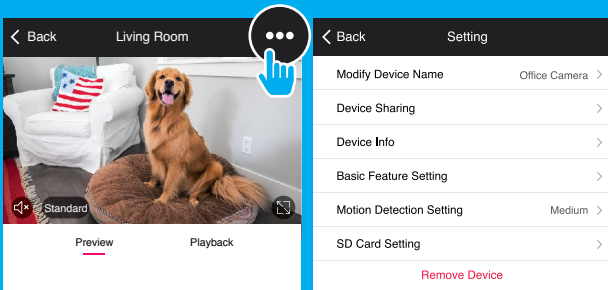 Back
Living Room
Standard
Preview
Playback
Back
Setting
Modify Device Name
Office Camera
Device Sharing
Device Info
Basic Feature Setting
Motion Detection Setting
Medium
SD Card Setting
Remove Device